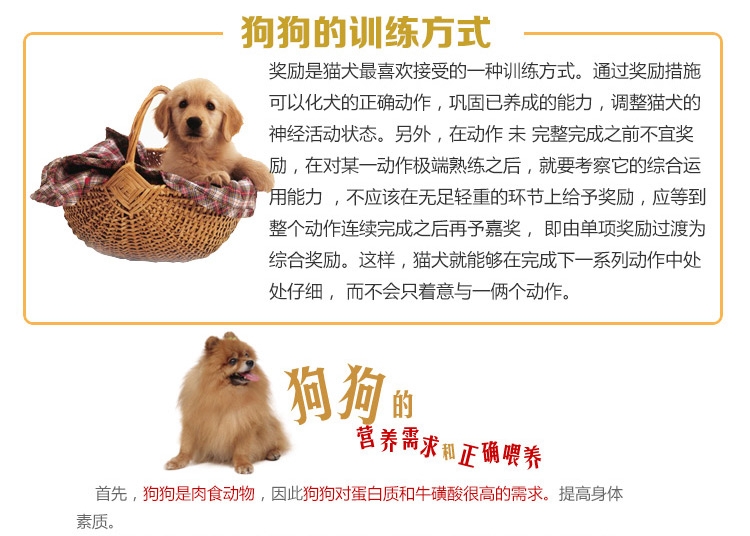 狗狗的训练方式
奖励是猫犬最喜欢接受的一种训练方式。通过奖励措施
可以化犬的正确动作，巩固已养成的能力，调整猫犬的
神经活动状态。另外，在动作 未 完整完成之前不宜奖
励，在对某一动作极端熟练之后，就要考察它的综合运
用能力 ，不应该在无足轻重的环节上给予奖励，应等到
整个动作连续完成之后再予嘉奖， 即由单项奖励过渡为
综合奖励。这样，猫犬就能够在完成下一系列动作中处
处仔细， 而不会只着意与一俩个动作。
狗狗的
营养需求和正确喂养
首先，狗狗是肉食动物，因此狗狗对蛋白质和牛磺酸很高的需求。提高身体
素质。